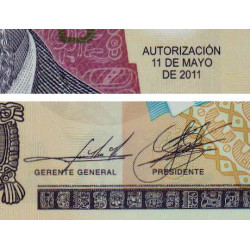 AUTORIZACIÓN
11 DE MAYO
DE 2011
GERENTE GENERAL
PRESIDENTE